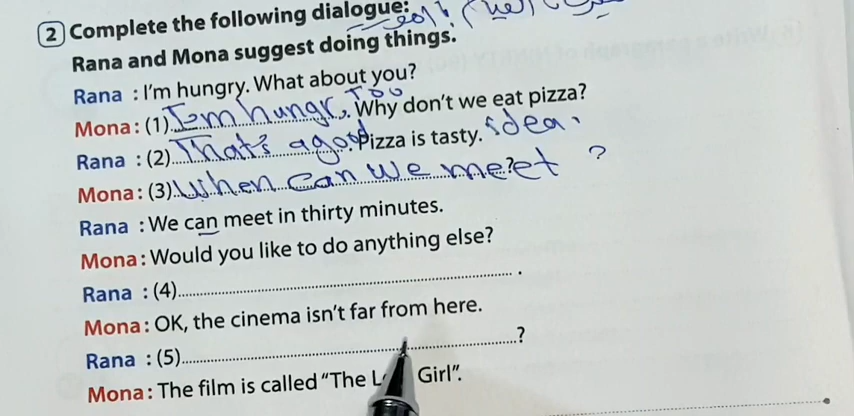 2 Complete the following dialogue:
Rana and Mona suggest doing things.
Rana : I'm hungry. What about you?
Mona : (1) I am hungr, Too. Why don't we eat pizza?
Rana : (2) That's a good idea. Pizza is tasty.
Mona : (3) When can we meet ?
Rana : We can meet in thirty minutes.
Mona : Would you like to do anything else?
Rana : (4) .
Mona : OK, the cinema isn't far from here.
Rana : (5) ?
Mona : The film is called "The Girl".